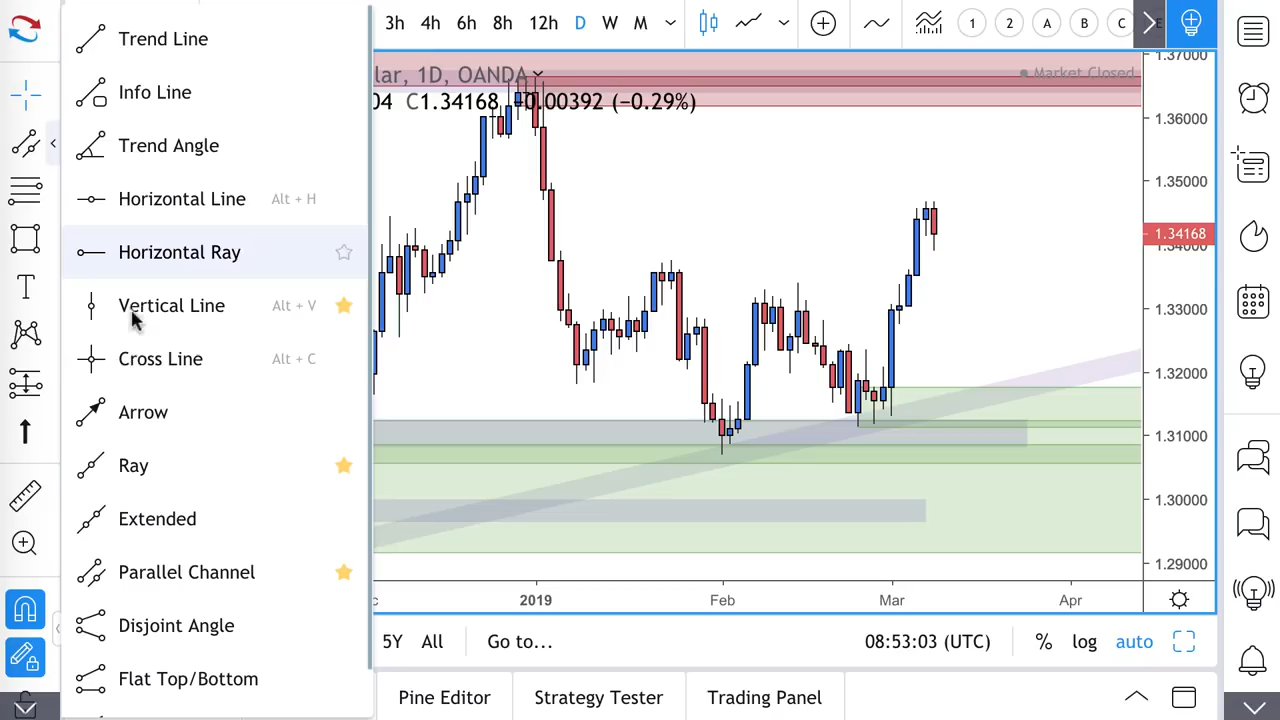 3h 4h 6h 8h 12h D W M 1 2 A B C
lar, 1D, OANDA
Market Closed
04 C1.34168 −0.00392 (−0.29%)
Trend Line
Info Line
Trend Angle
Horizontal Line Alt + H
Horizontal Ray
Vertical Line Alt + V
Cross Line Alt + C
Arrow
Ray
Extended
Parallel Channel
Disjoint Angle
Flat Top/Bottom
T
1.37000
1.36000
1.35000
1.34168
1.34000
1.33000
1.32000
1.31000
1.30000
1.29000
c 2019 Feb Mar Apr
5Y All Go to... 08:53:03 (UTC) % log auto
Pine Editor Strategy Tester Trading Panel